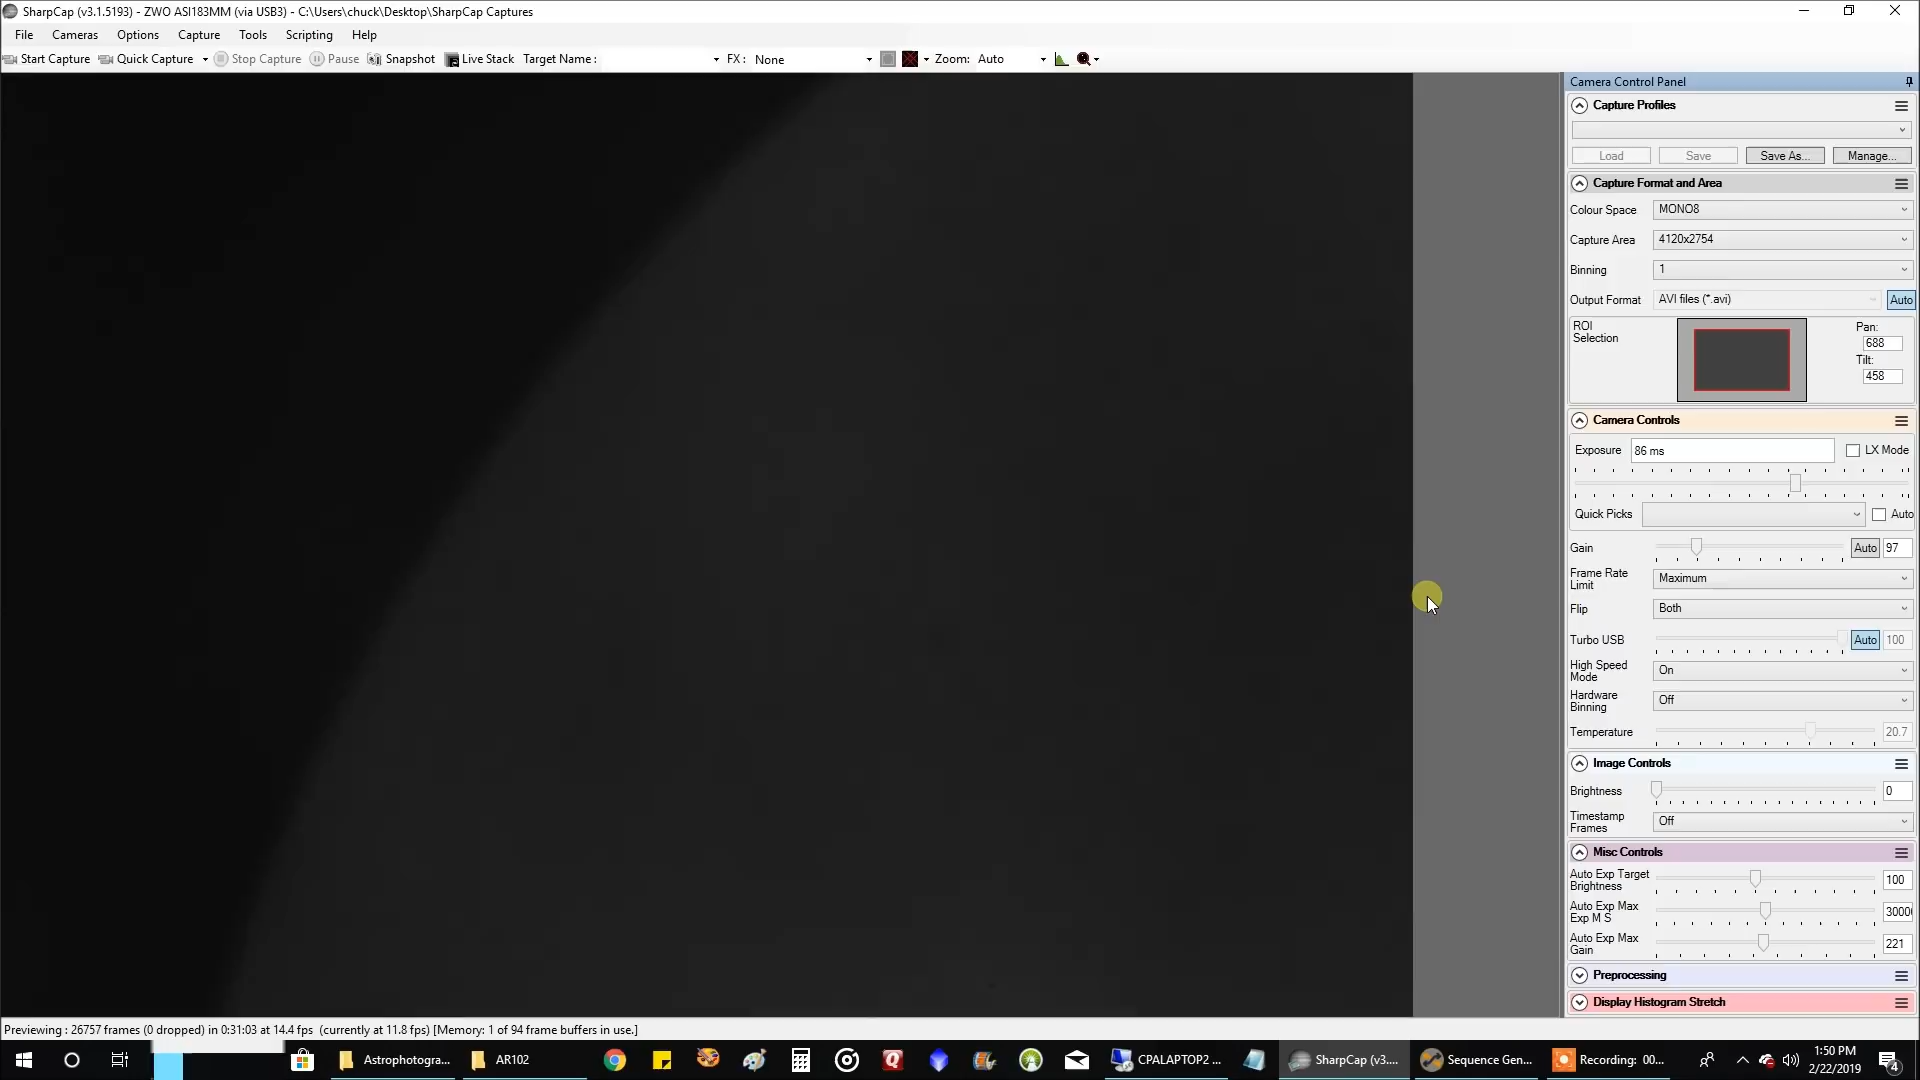 SharpCap (v3.1.5193) - ZWO ASI183MM (via USB3) - C:\Users\chuck\Desktop\SharpCap Captures
File Cameras Options Capture Tools Scripting Help
Start Capture Quick Capture Stop Capture Pause Snapshot Live Stack Target Name : FX : None Zoom: Auto
Camera Control Panel
Capture Profiles
Load Save Save As... Manage...
Capture Format and Area
Colour Space MONO8
Capture Area 4120x2754
Binning 1
Output Format AVI files (*.avi) Auto
ROI Selection
Pan: 688
Tilt: 458
Camera Controls
Exposure 86 ms LX Mode
Quick Picks Auto
Gain Auto 97
Frame Rate Limit Maximum
Flip Both
Turbo USB Auto 100
High Speed Mode On
Hardware Binning Off
Temperature 20.7
Image Controls
Brightness 0
Timestamp Frames Off
Misc Controls
Auto Exp Target Brightness 100
Auto Exp Max Exp M S 3000
Auto Exp Max Gain 221
Preprocessing
Display Histogram Stretch
Previewing : 26757 frames (0 dropped) in 0:31:03 at 14.4 fps (currently at 11.8 fps) [Memory: 1 of 94 frame buffers in use.]
Astrophotogra... AR102 CPALAPTOP2 ... SharpCap (v3.... Sequence Gen... Recording: 00...
1:50 PM
2/22/2019
4